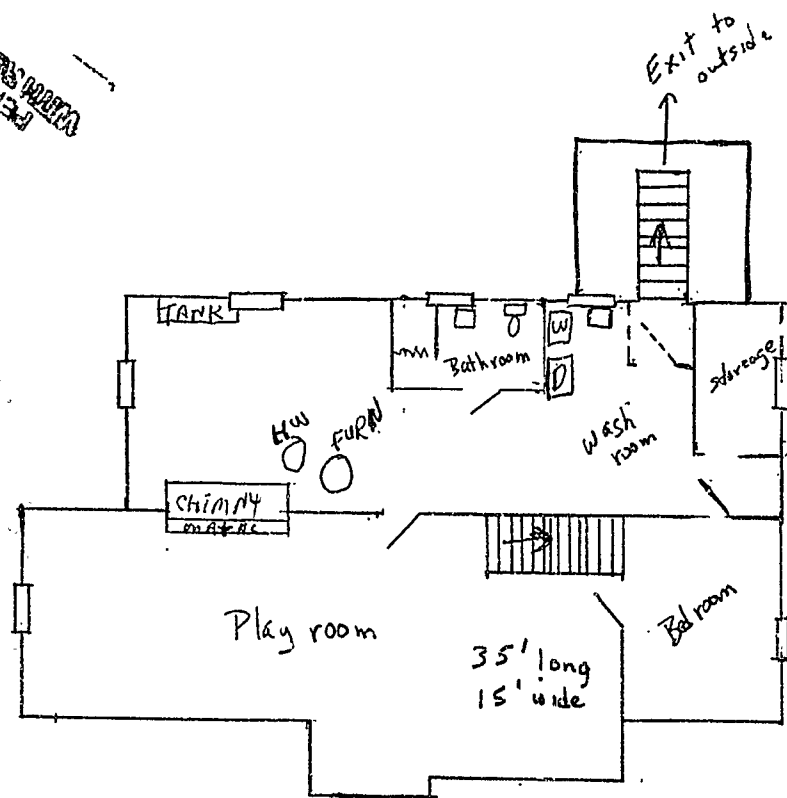 Exit to
outside
TANK
W
D
Bathroom
storeage
Wash
room
HW
FURN
CHIMNY
Play room
Bedroom
35' long
15' wide